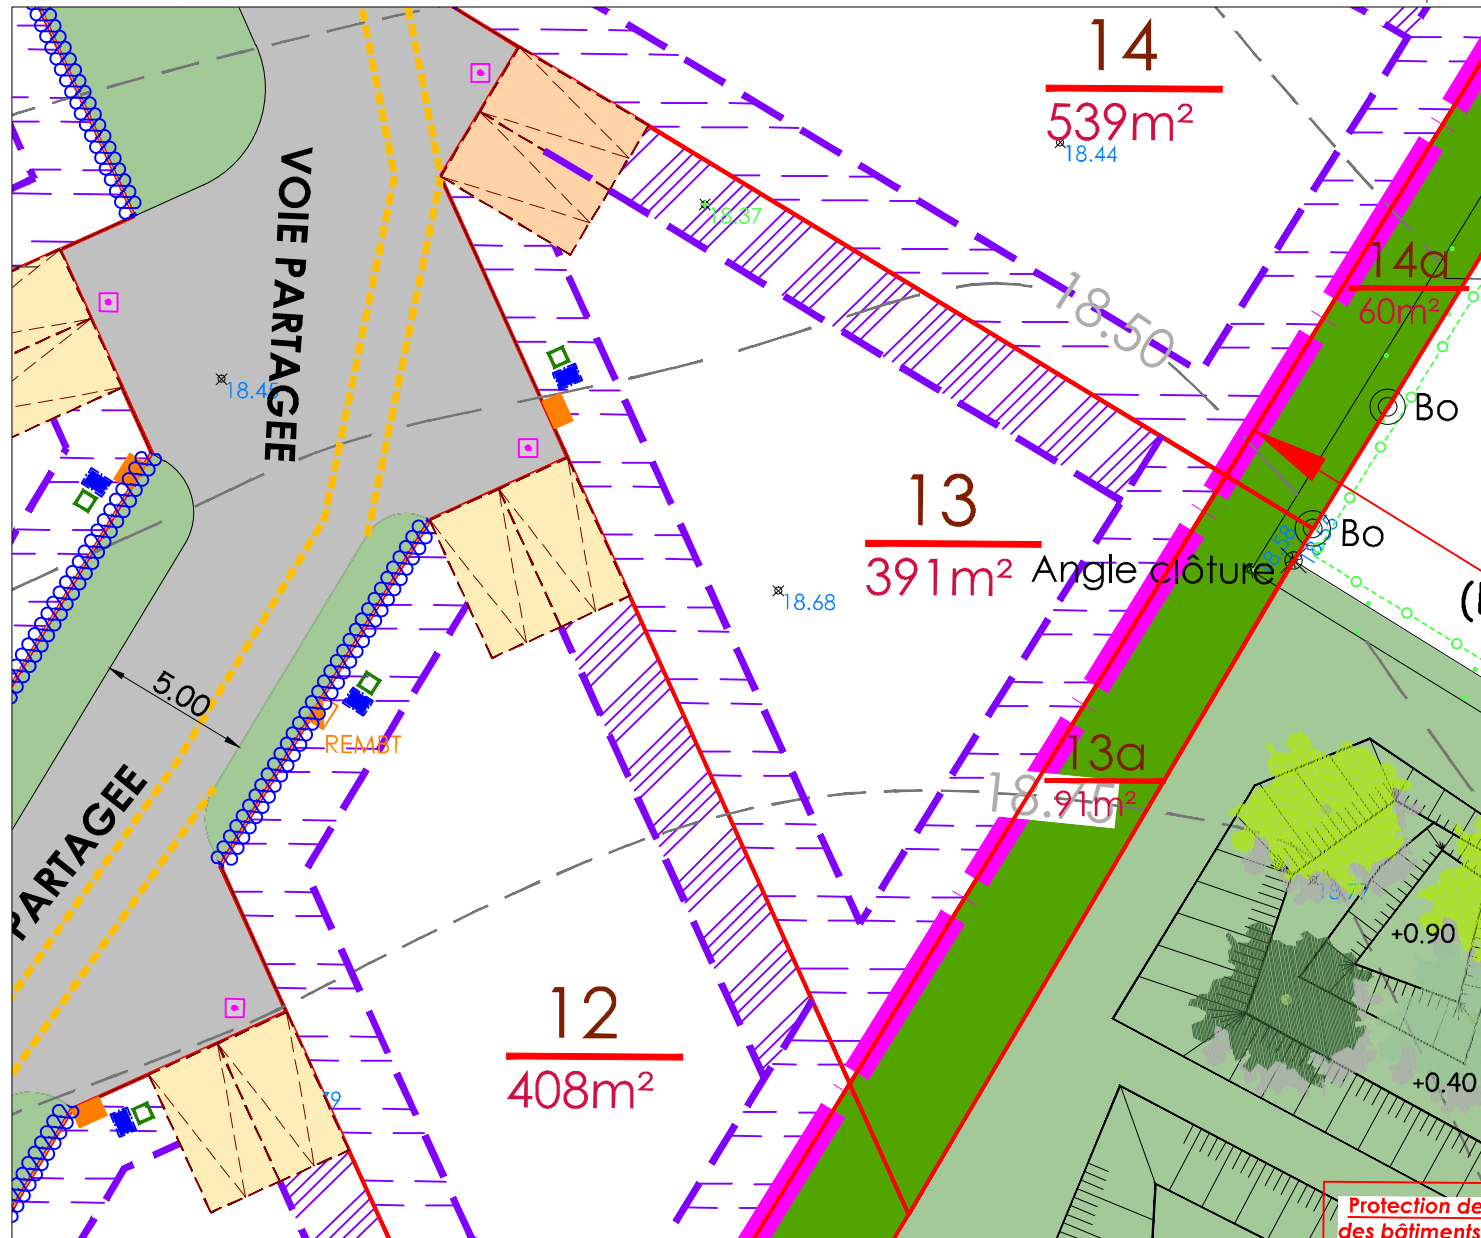 14
539m²
18.44
18.37
VOIE PARTAGEE
14a
60m²
18.50
18.45
Bo
13
391m²
Angle clôture
Bo
18.68
5.00
REMBT
13a
91m²
18.75
PARTAGEE
18.77
+0.90
12
408m²
+0.40
Protection de
des bâtiments